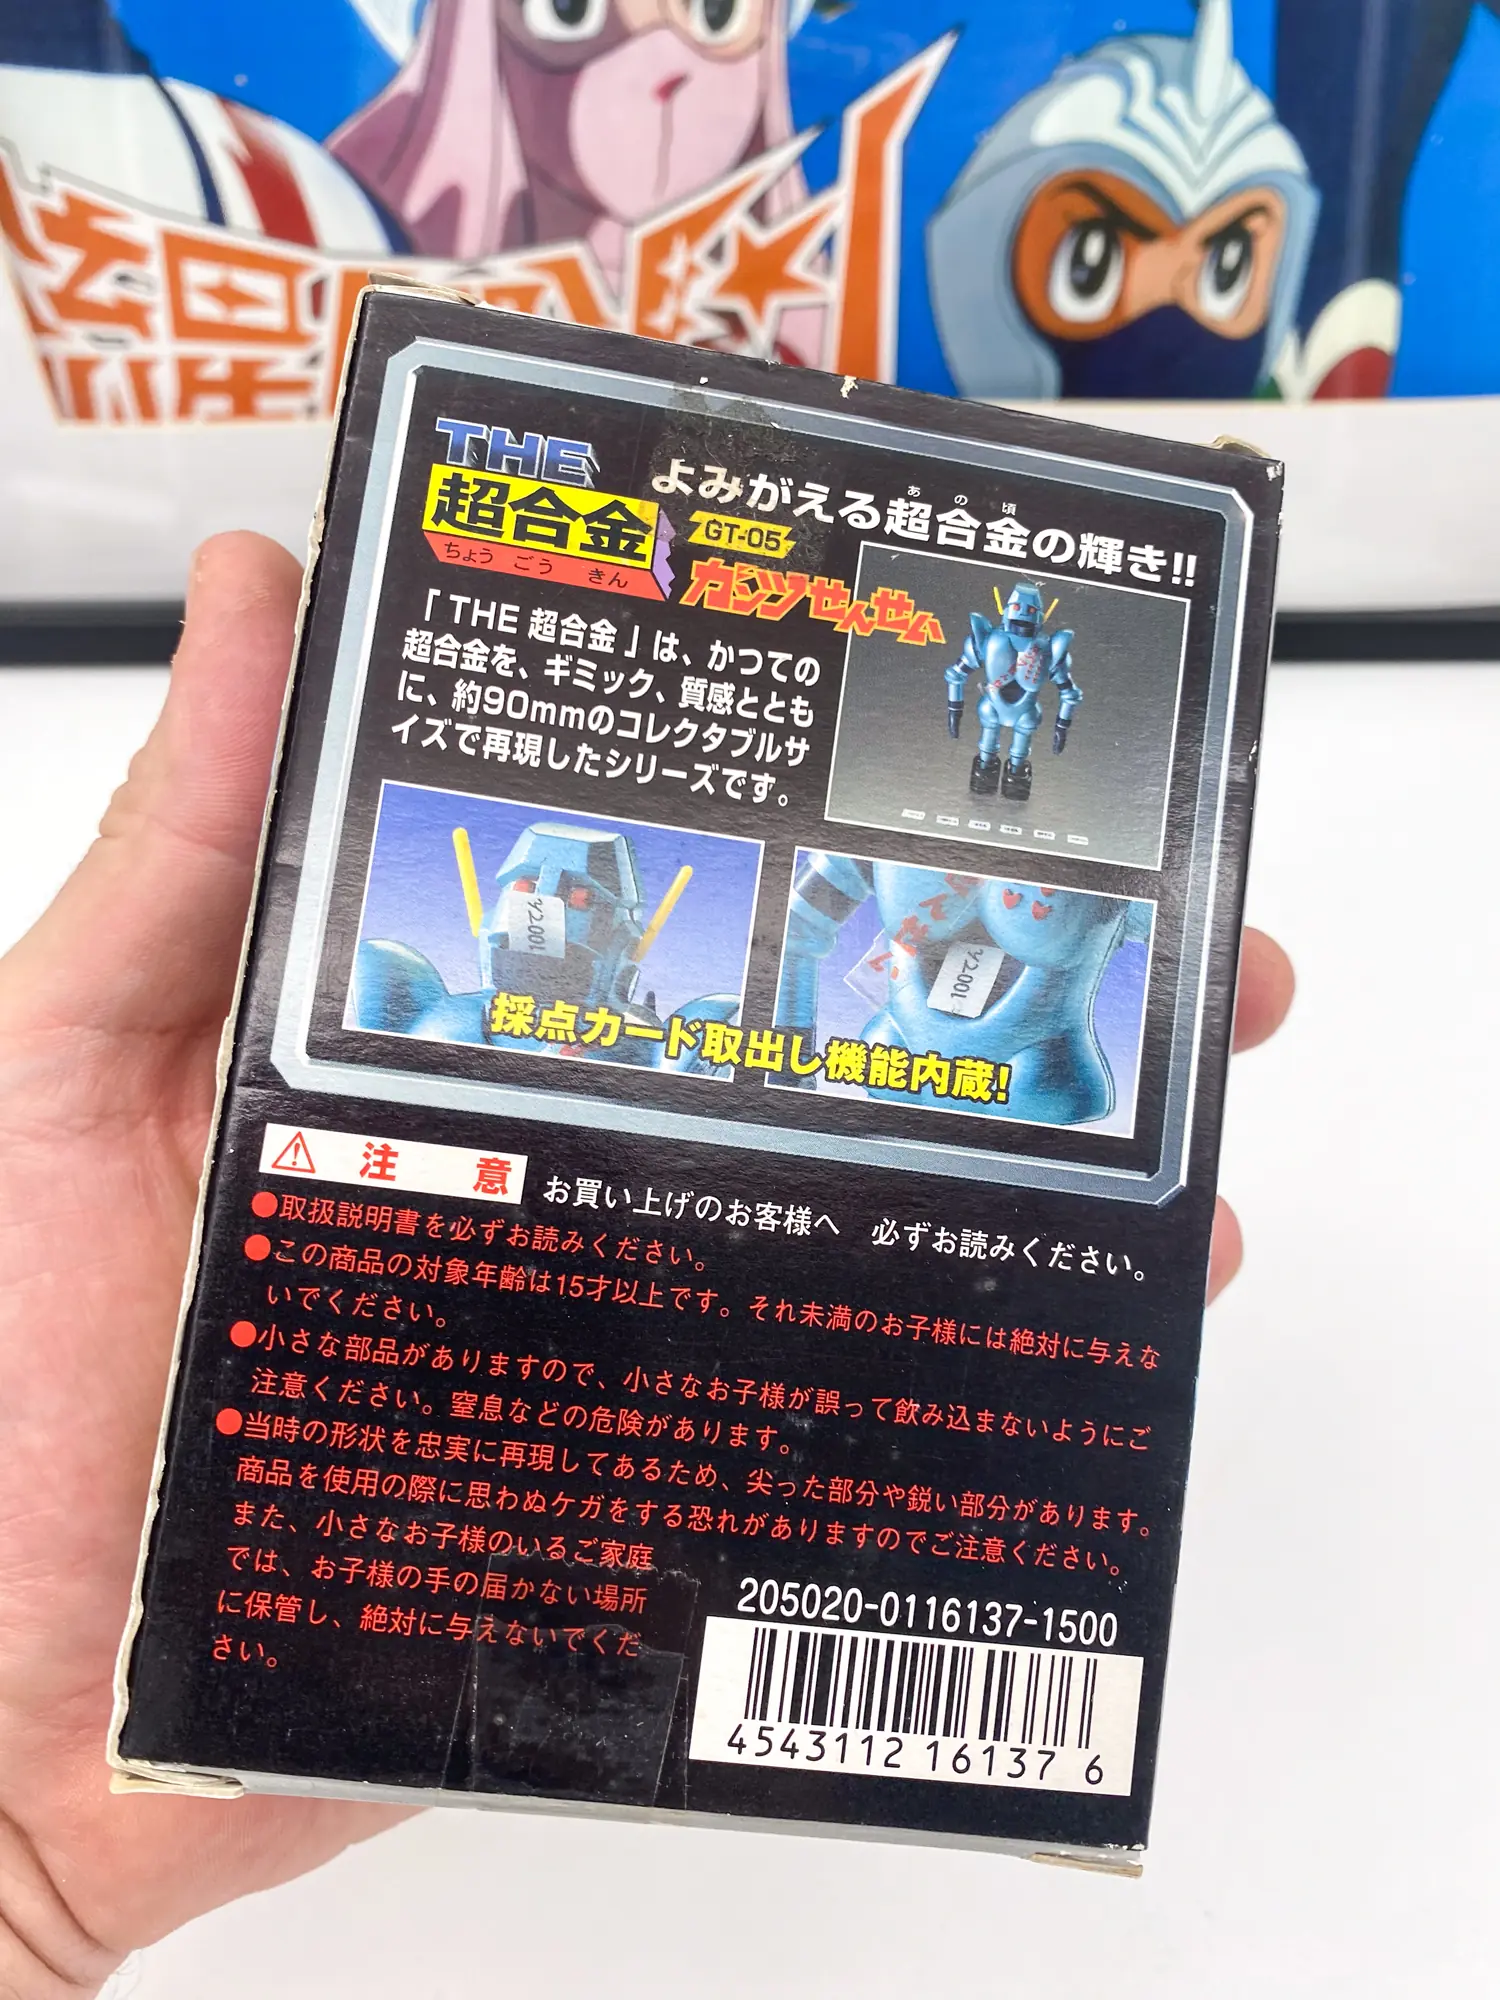 THE
超合金
ちょう ごう きん
よみがえる超合金の輝き!!
あ の 頃
GT-05
ガッツせんせい
「THE 超合金」は、かつての
超合金を、ギミック、質感ととも
に、約90mmのコレクタブルサ
イズで再現したシリーズです。
100てん
100てん
採点カード取出し機能内蔵!
注 意
お買い上げのお客様へ 必ずお読みください。
●取扱説明書を必ずお読みください。
●この商品の対象年齢は15才以上です。それ未満のお子様には絶対に与えな
いでください。
●小さな部品がありますので、小さなお子様が誤って飲み込まないようにご
注意ください。窒息などの危険があります。
●当時の形状を忠実に再現してあるため、尖った部分や鋭い部分があります。
商品を使用の際に思わぬケガをする恐れがありますのでご注意ください。
また、小さなお子様のいるご家庭
では、お子様の手の届かない場所
に保管し、絶対に与えないでくだ
さい。
205020-0116137-1500
4543112 16137 6